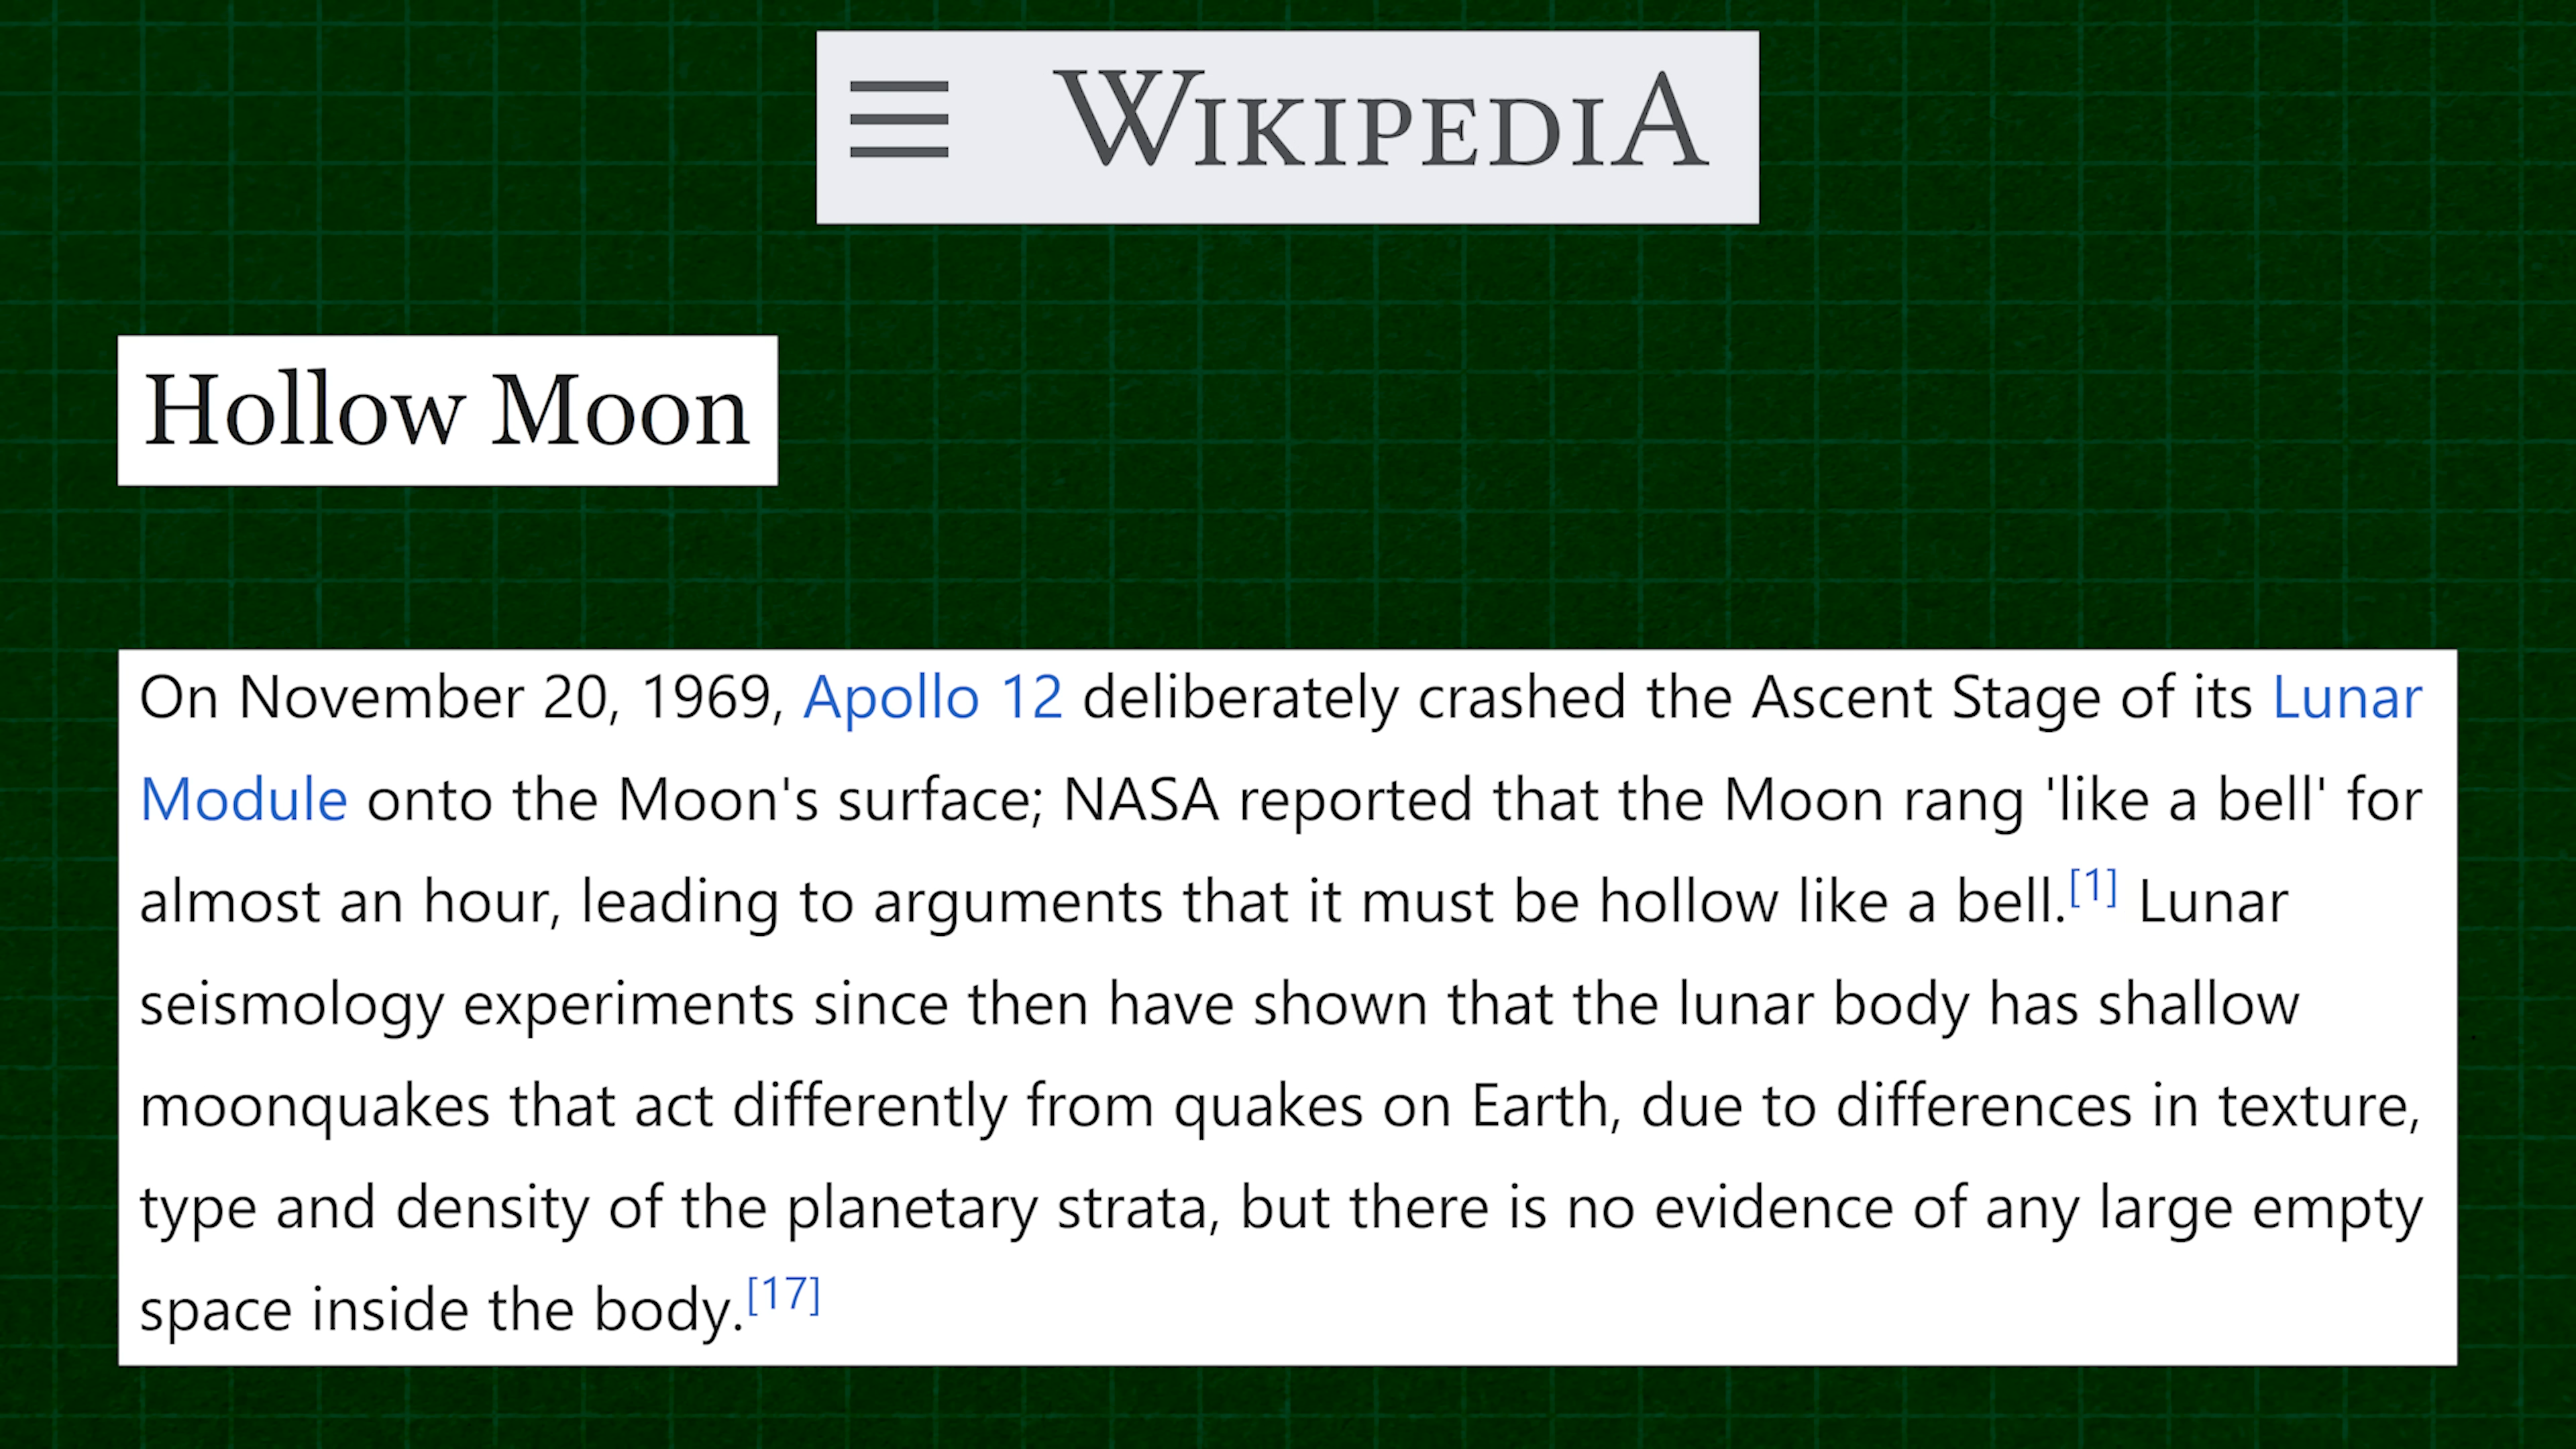 WIKIPEDIA
Hollow Moon
On November 20, 1969, Apollo 12 deliberately crashed the Ascent Stage of its Lunar
Module onto the Moon's surface; NASA reported that the Moon rang 'like a bell' for
almost an hour, leading to arguments that it must be hollow like a bell.[1] Lunar
seismology experiments since then have shown that the lunar body has shallow
moonquakes that act differently from quakes on Earth, due to differences in texture,
type and density of the planetary strata, but there is no evidence of any large empty
space inside the body.[17]